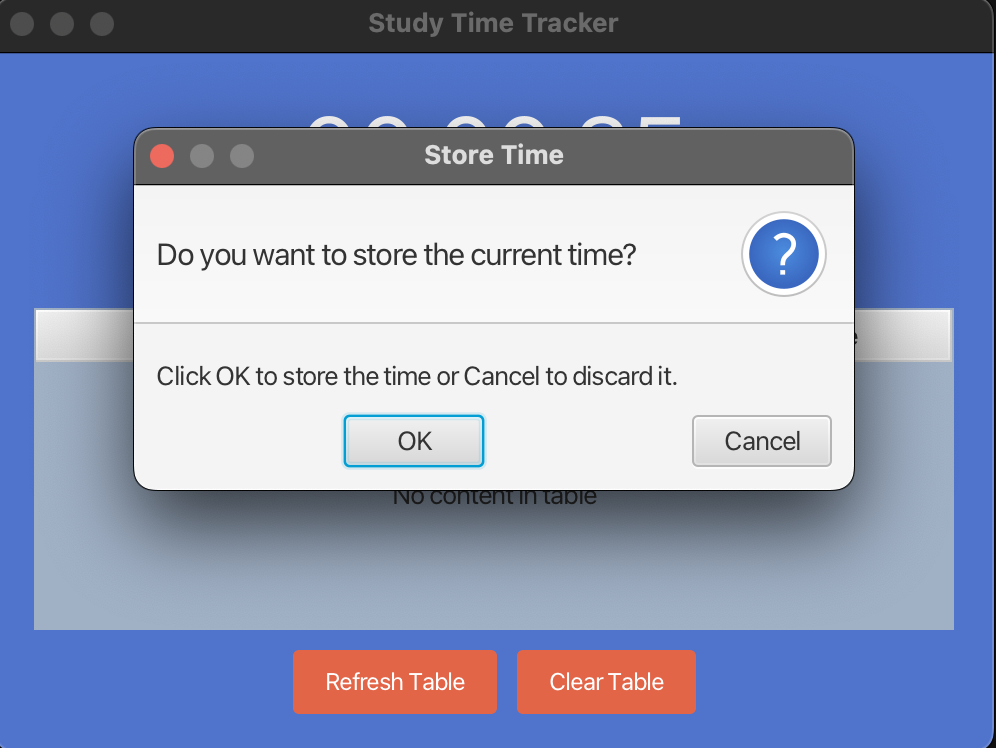 Study Time Tracker
Store Time
Do you want to store the current time?
?
Click OK to store the time or Cancel to discard it.
OK
Cancel
No content in table
Refresh Table
Clear Table